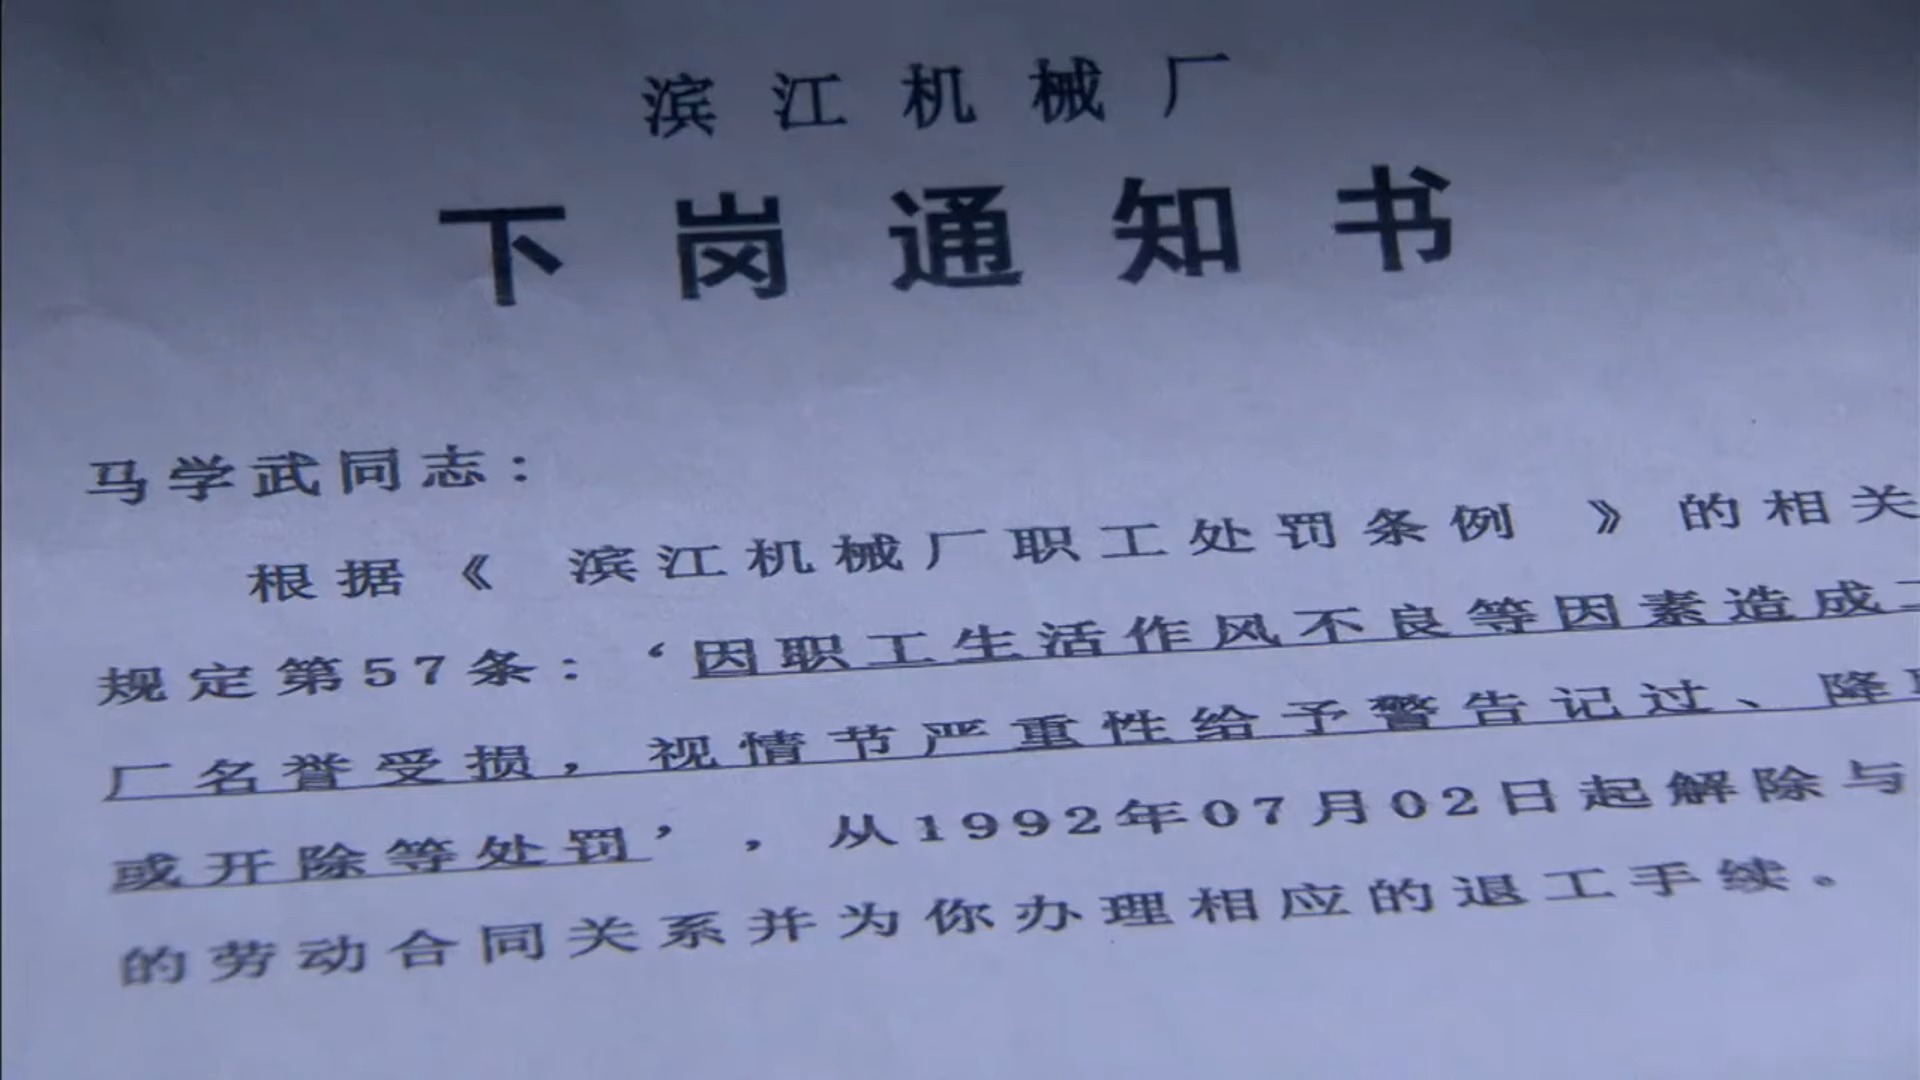 滨江机械厂
下岗通知书
马学武同志：
根据《 滨江机械厂职工处罚条例 》的相关
规定第57条：‘因职工生活作风不良等因素造成工
厂名誉受损，视情节严重性给予警告记过、降
或开除等处罚’，从1992年07月02日起解除与
的劳动合同关系并为你办理相应的退工手续。